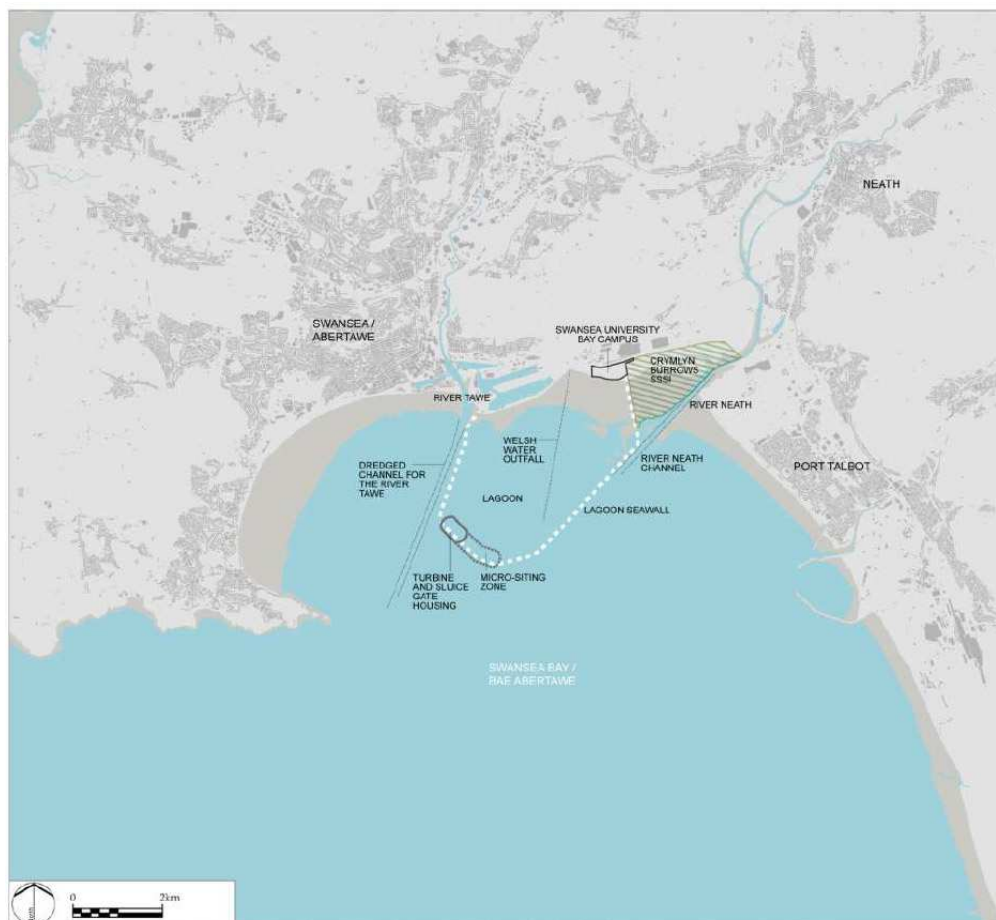 NEATH
SWANSEA /
ABERTAWE
SWANSEA UNIVERSITY
BAY CAMPUS
CRYMLYN
BURROWS
SSSI
RIVER TAWE
RIVER NEATH
WELSH
WATER
OUTFALL
RIVER NEATH
CHANNEL
DREDGED
CHANNEL FOR
THE RIVER
TAWE
PORT TALBOT
LAGOON
LAGOON SEAWALL
TURBINE
AND SLUICE
GATE
HOUSING
MICRO-SITING
ZONE
SWANSEA BAY /
BAE ABERTAWE
0
2km